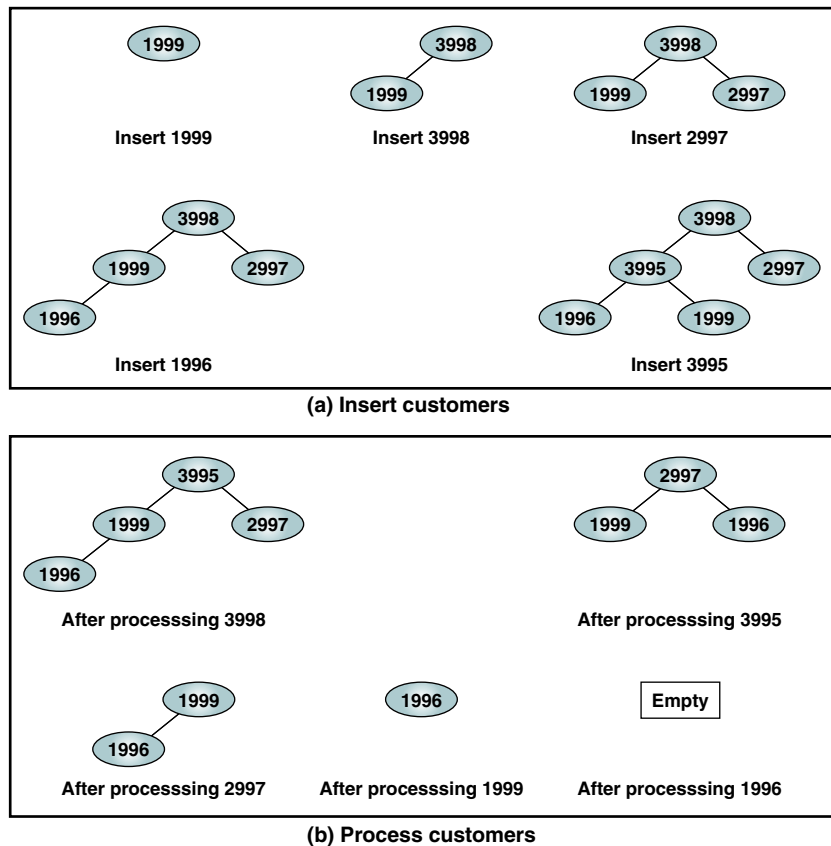 1999 3998 3998
1999 1999 2997
Insert 1999 Insert 3998 Insert 2997
3998 3998
1999 2997 3995 2997
1996 1996 1999
Insert 1996 Insert 3995
(a) Insert customers
3995 2997
1999 2997 1999 1996
1996
After processsing 3998 After processsing 3995
1999 1996 Empty
1996
After processsing 2997 After processsing 1999 After processsing 1996
(b) Process customers